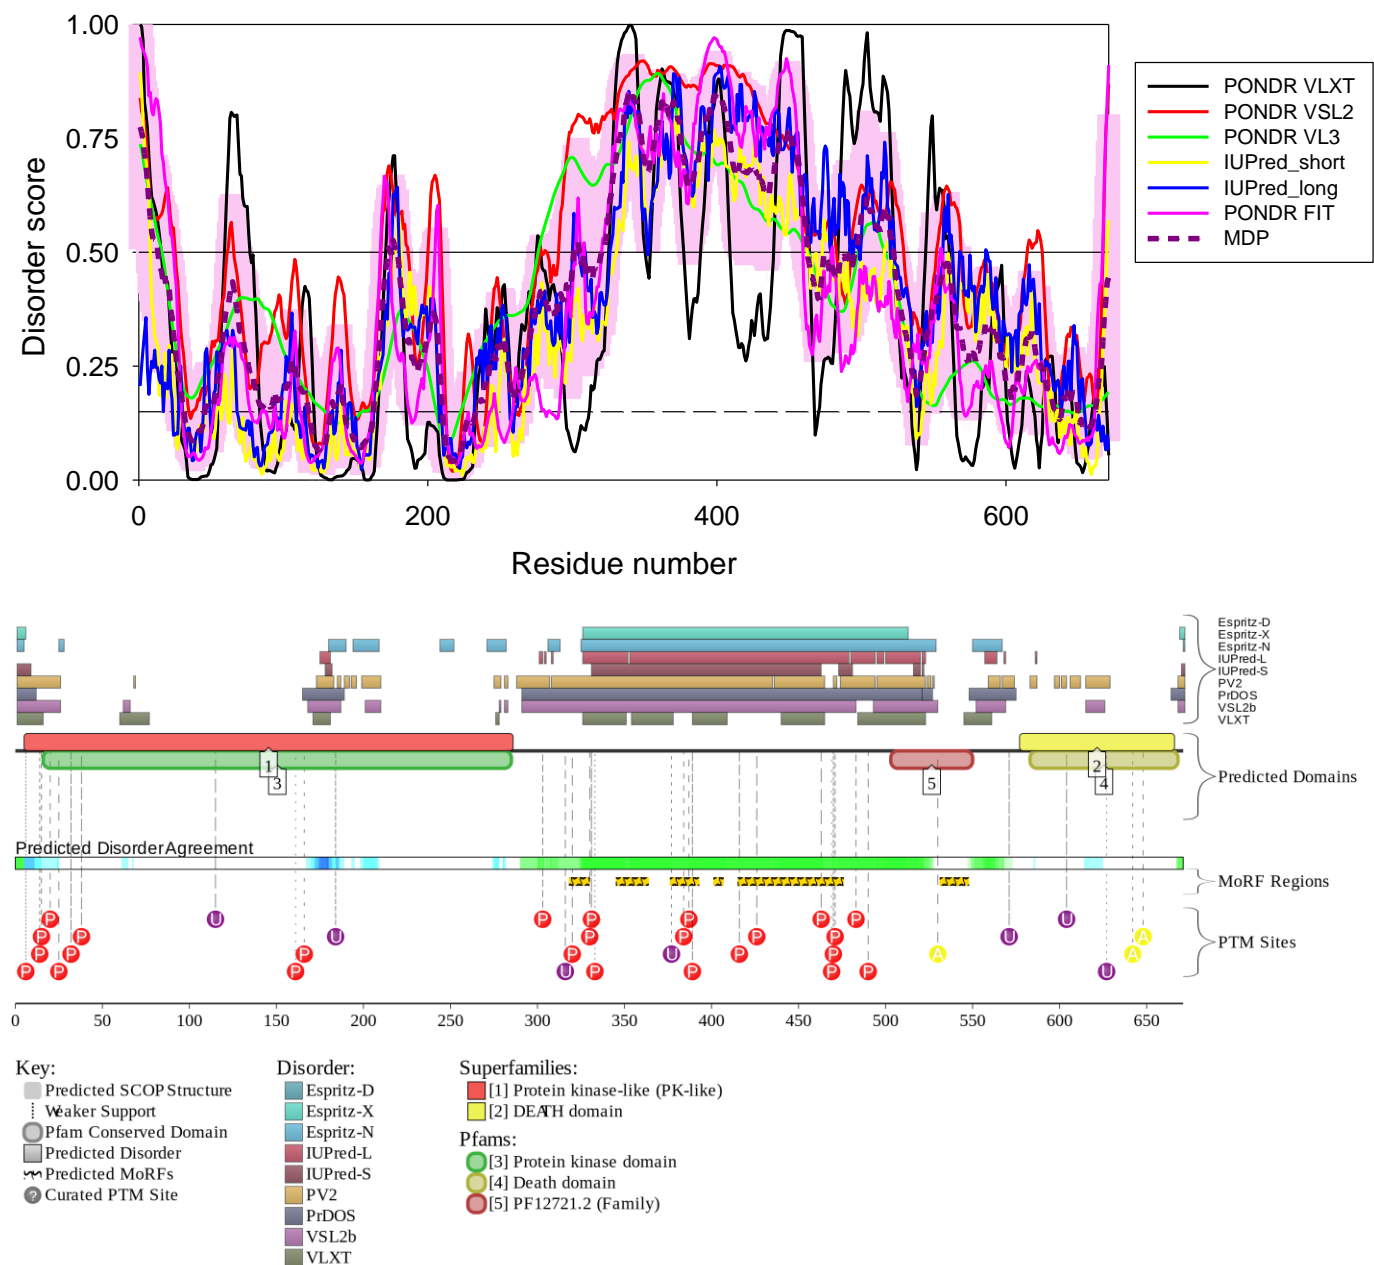 1.00
0.75
0.50
0.25
0.00
Disorder score
0
200
400
600
Residue number
PONDR VLXT
PONDR VSL2
PONDR VL3
IUPred_short
IUPred_long
PONDR FIT
MDP
Espritz-D
Espritz-X
Espritz-N
IUPred-L
IUPred-S
PV2
PrDOS
VSL2b
VLXT
1
3
5
2
4
Predicted Domains
Predicted Disorder Agreement
MoRF Regions
P P P P P P P P U P P U P U P P P P U P P P P P P P P P P P A U U U A A
PTM Sites
0 50 100 150 200 250 300 350 400 450 500 550 600 650
Key:
Predicted SCOP Structure
Weaker Support
Pfam Conserved Domain
Predicted Disorder
Predicted MoRFs
? Curated PTM Site
Disorder:
Espritz-D
Espritz-X
Espritz-N
IUPred-L
IUPred-S
PV2
PrDOS
VSL2b
VLXT
Superfamilies:
[1] Protein kinase-like (PK-like)
[2] DEATH domain
Pfams:
[3] Protein kinase domain
[4] Death domain
[5] PF12721.2 (Family)